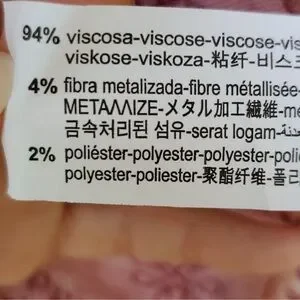 94% viscosa-viscose-viscose-vis
viskose-viskoza-粘纤-비스코
4% fibra metalizada-fibre métallisée-
ΜΕΤΑΛΛΙΖΕ-メタル加工繊維-me
금속처리된 섬유-serat logam-
2% poliéster-polyester-polyester-polie
polyester-poliester-聚酯纤维-폴리